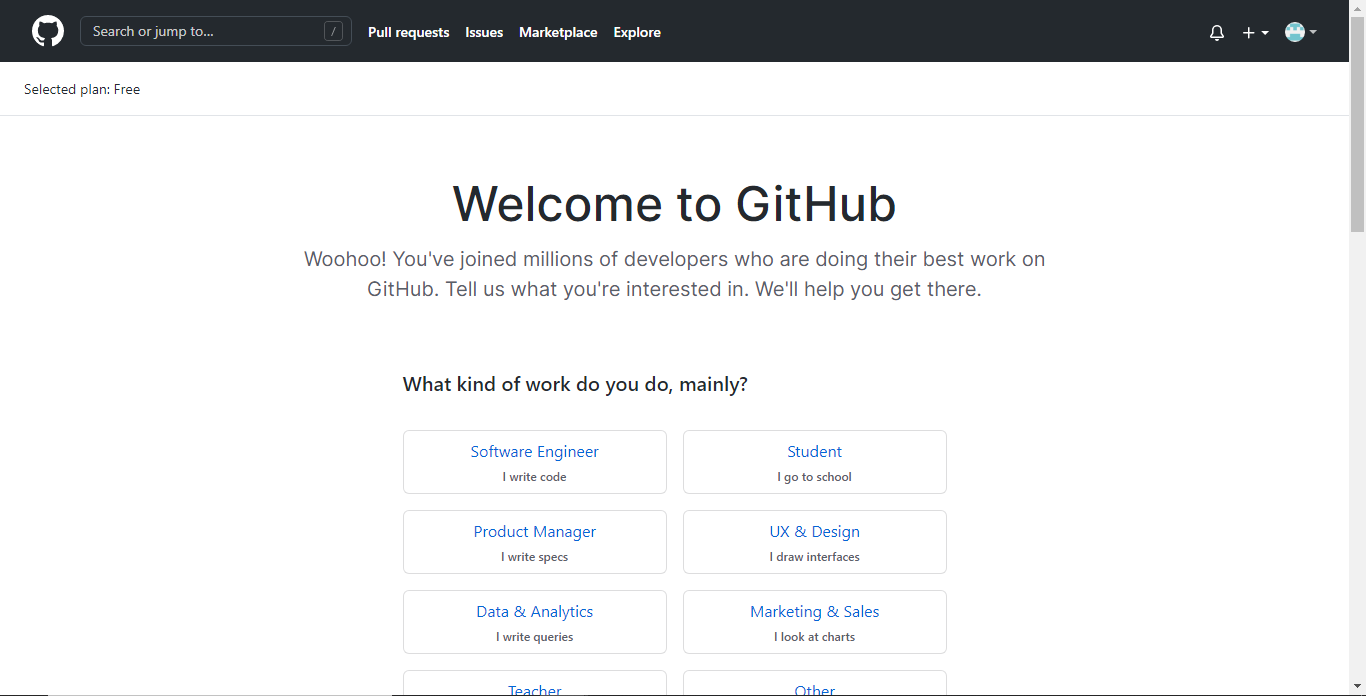 Search or jump to... /
Pull requests Issues Marketplace Explore
Selected plan: Free
Welcome to GitHub
Woohoo! You've joined millions of developers who are doing their best work on
GitHub. Tell us what you're interested in. We'll help you get there.
What kind of work do you do, mainly?
Software Engineer
I write code
Student
I go to school
Product Manager
I write specs
UX & Design
I draw interfaces
Data & Analytics
I write queries
Marketing & Sales
I look at charts
Teacher
Other